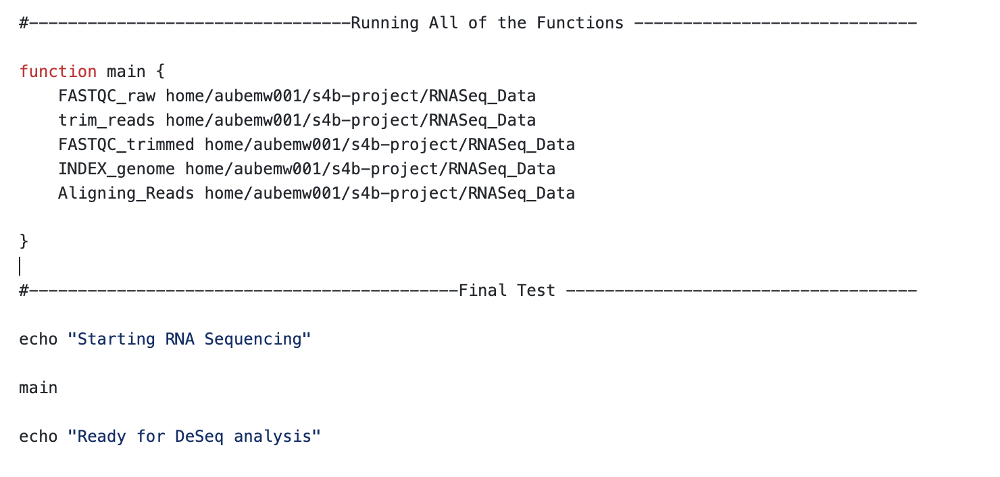 #---------------------------------Running All of the Functions -----------------------------
function main {
FASTQC_raw home/aubemw001/s4b-project/RNASeq_Data
trim_reads home/aubemw001/s4b-project/RNASeq_Data
FASTQC_trimmed home/aubemw001/s4b-project/RNASeq_Data
INDEX_genome home/aubemw001/s4b-project/RNASeq_Data
Aligning_Reads home/aubemw001/s4b-project/RNASeq_Data
}
#--------------------------------------------Final Test ------------------------------------
echo "Starting RNA Sequencing"
main
echo "Ready for DeSeq analysis"